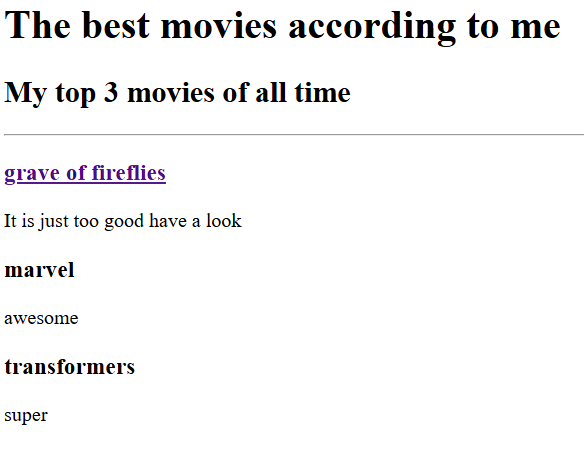 The best movies according to me
My top 3 movies of all time
grave of fireflies
It is just too good have a look
marvel
awesome
transformers
super